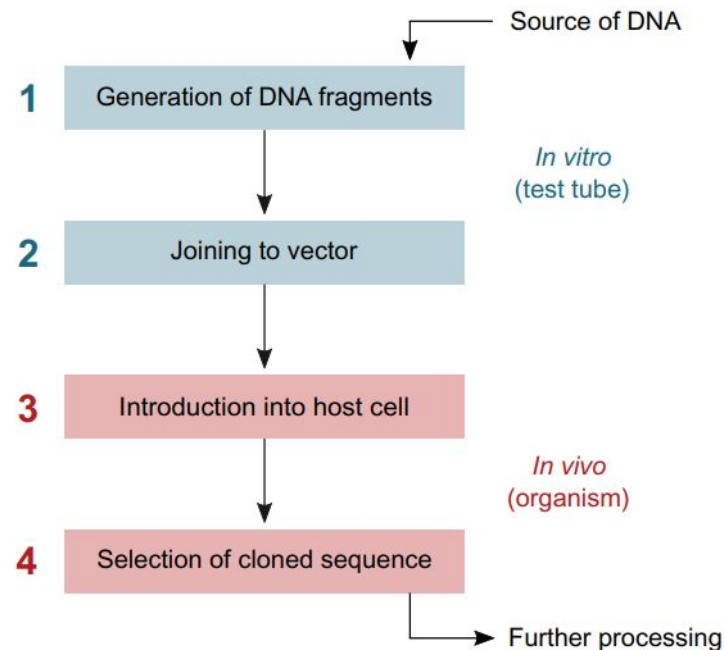 Source of DNA
1 Generation of DNA fragments
In vitro
(test tube)
2 Joining to vector
3 Introduction into host cell
In vivo
(organism)
4 Selection of cloned sequence
Further processing